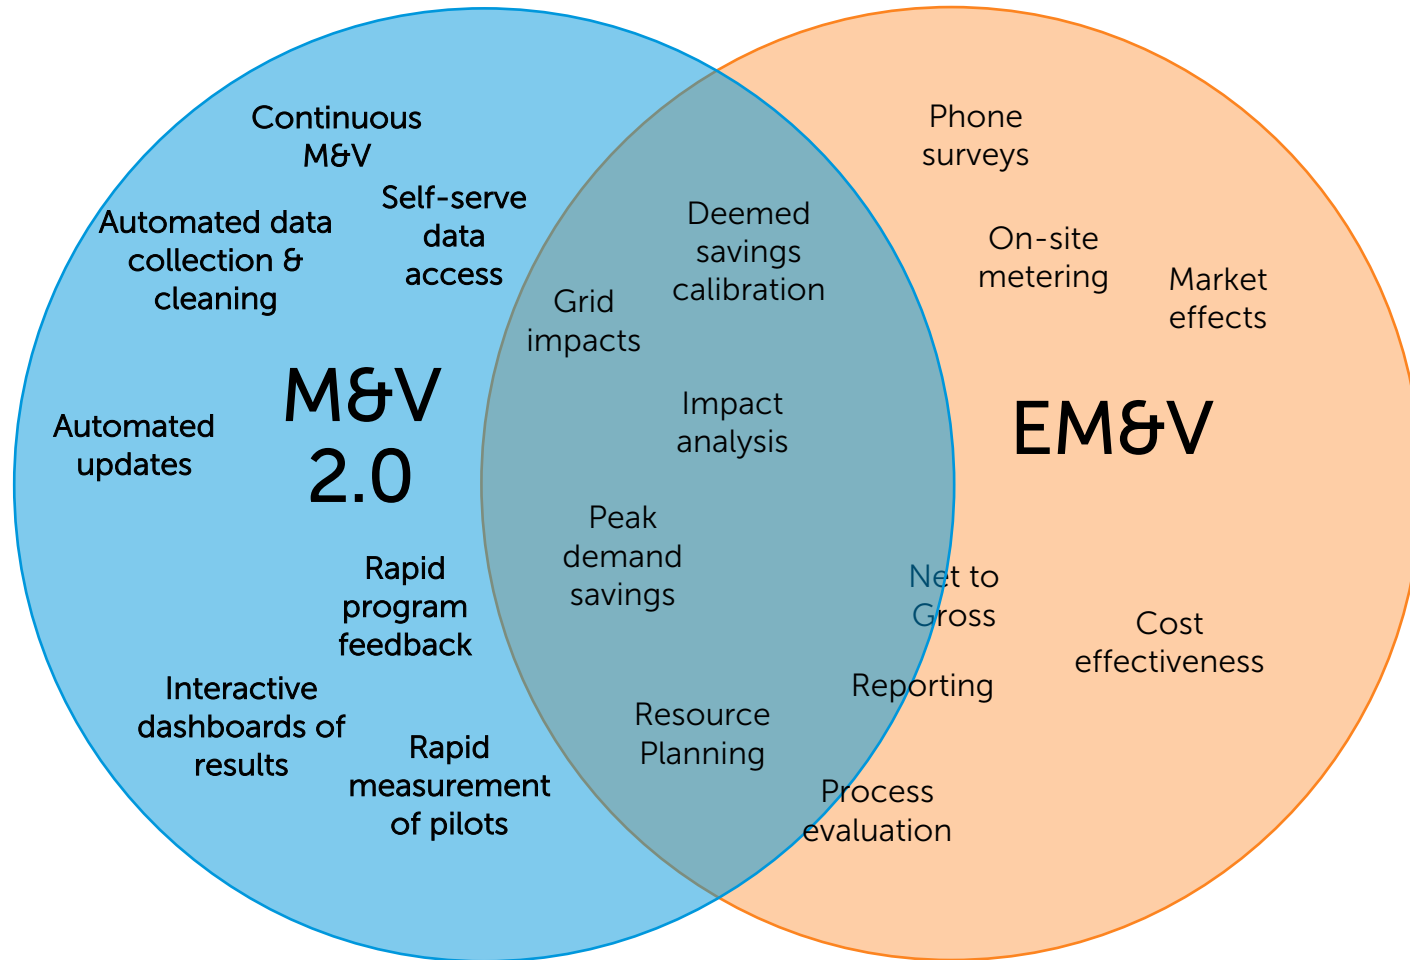 Continuous
M&V
Self-serve
data
access
Automated data
collection &
cleaning
M&V
2.0
Automated
updates
Rapid
program
feedback
Interactive
dashboards of
results
Rapid
measurement
of pilots
Deemed
savings
calibration
Grid
impacts
Impact
analysis
Peak
demand
savings
Resource
Planning
Phone
surveys
On-site
metering
Market
effects
EM&V
Net to
Gross
Cost
effectiveness
Reporting
Process
evaluation